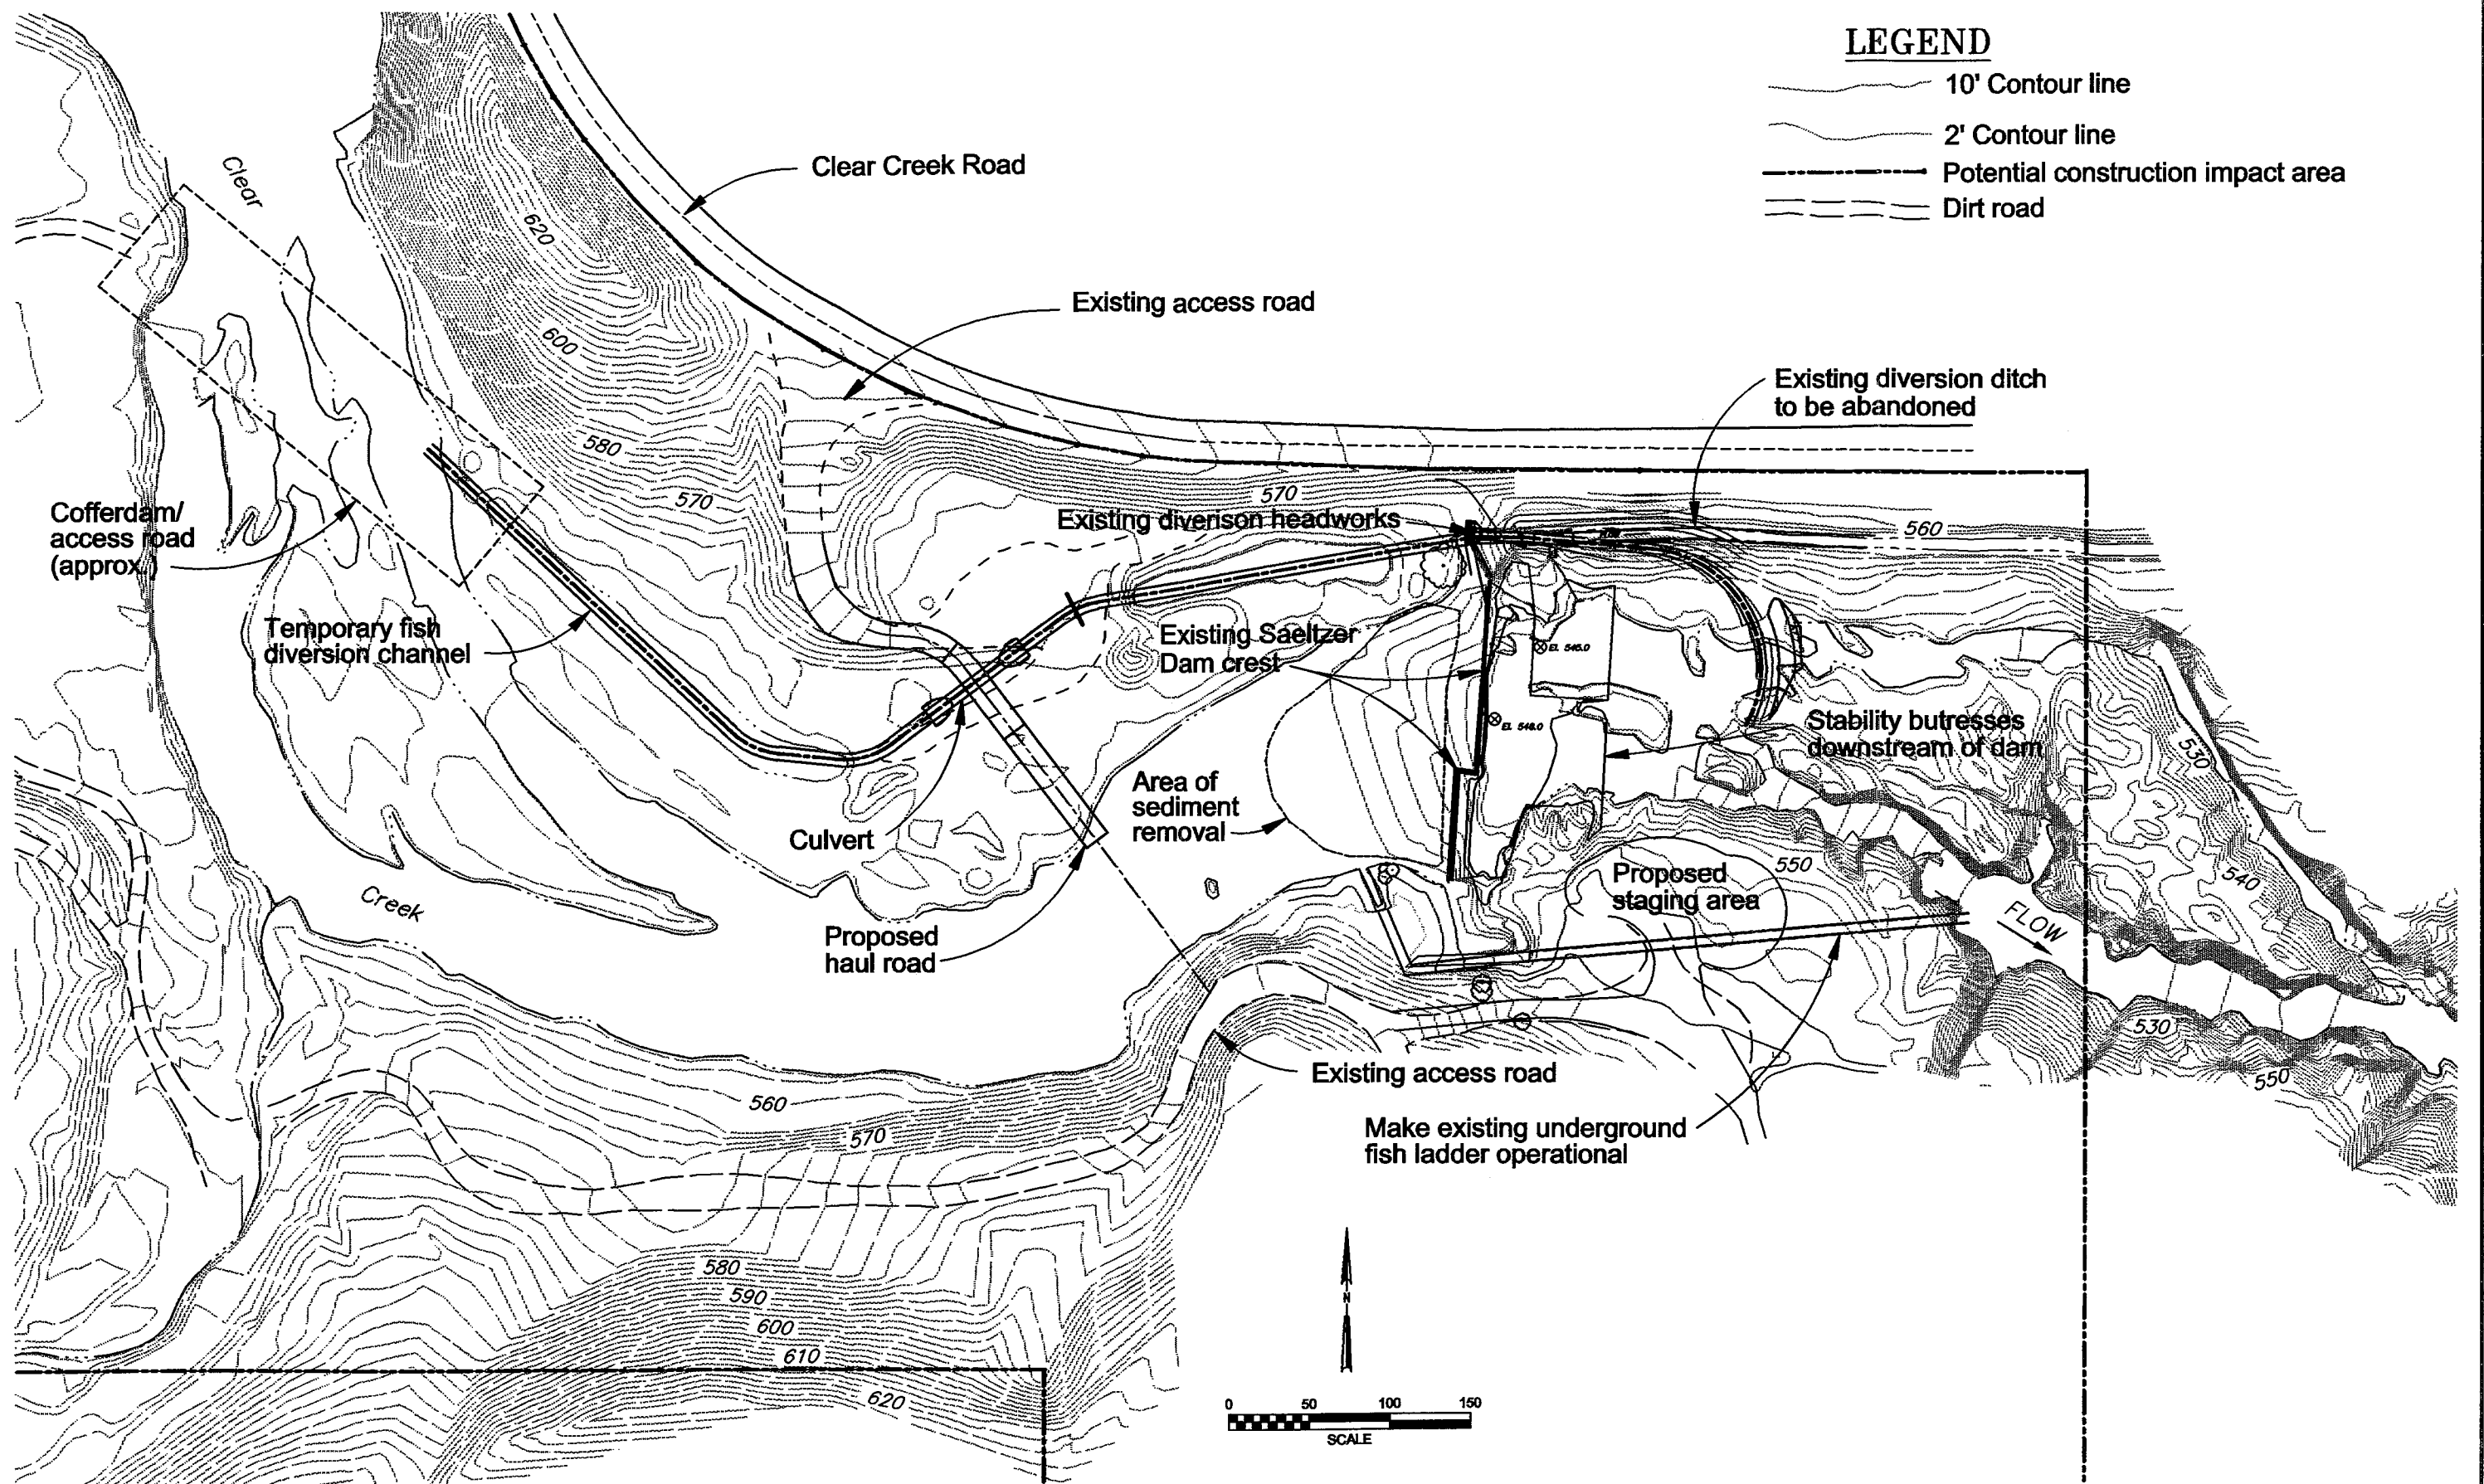 LEGEND
10' Contour line
2' Contour line
Potential construction impact area
Dirt road
Clear
Clear Creek Road
620
Existing access road
600
Existing diversion ditch
to be abandoned
580
570
570
Cofferdam/
access road
(approx.)
Existing diverison headworks
560
Temporary fish
diversion channel
Existing Saeltzer
Dam crest
EL 545.0
EL 548.0
Stability butresses
downstream of dam
530
Area of
sediment
removal
Culvert
550
Proposed
staging area
540
Creek
FLOW
Proposed
haul road
530
Existing access road
550
560
570
Make existing underground
fish ladder operational
580
590
600
610
620
N
0 50 100 150
SCALE